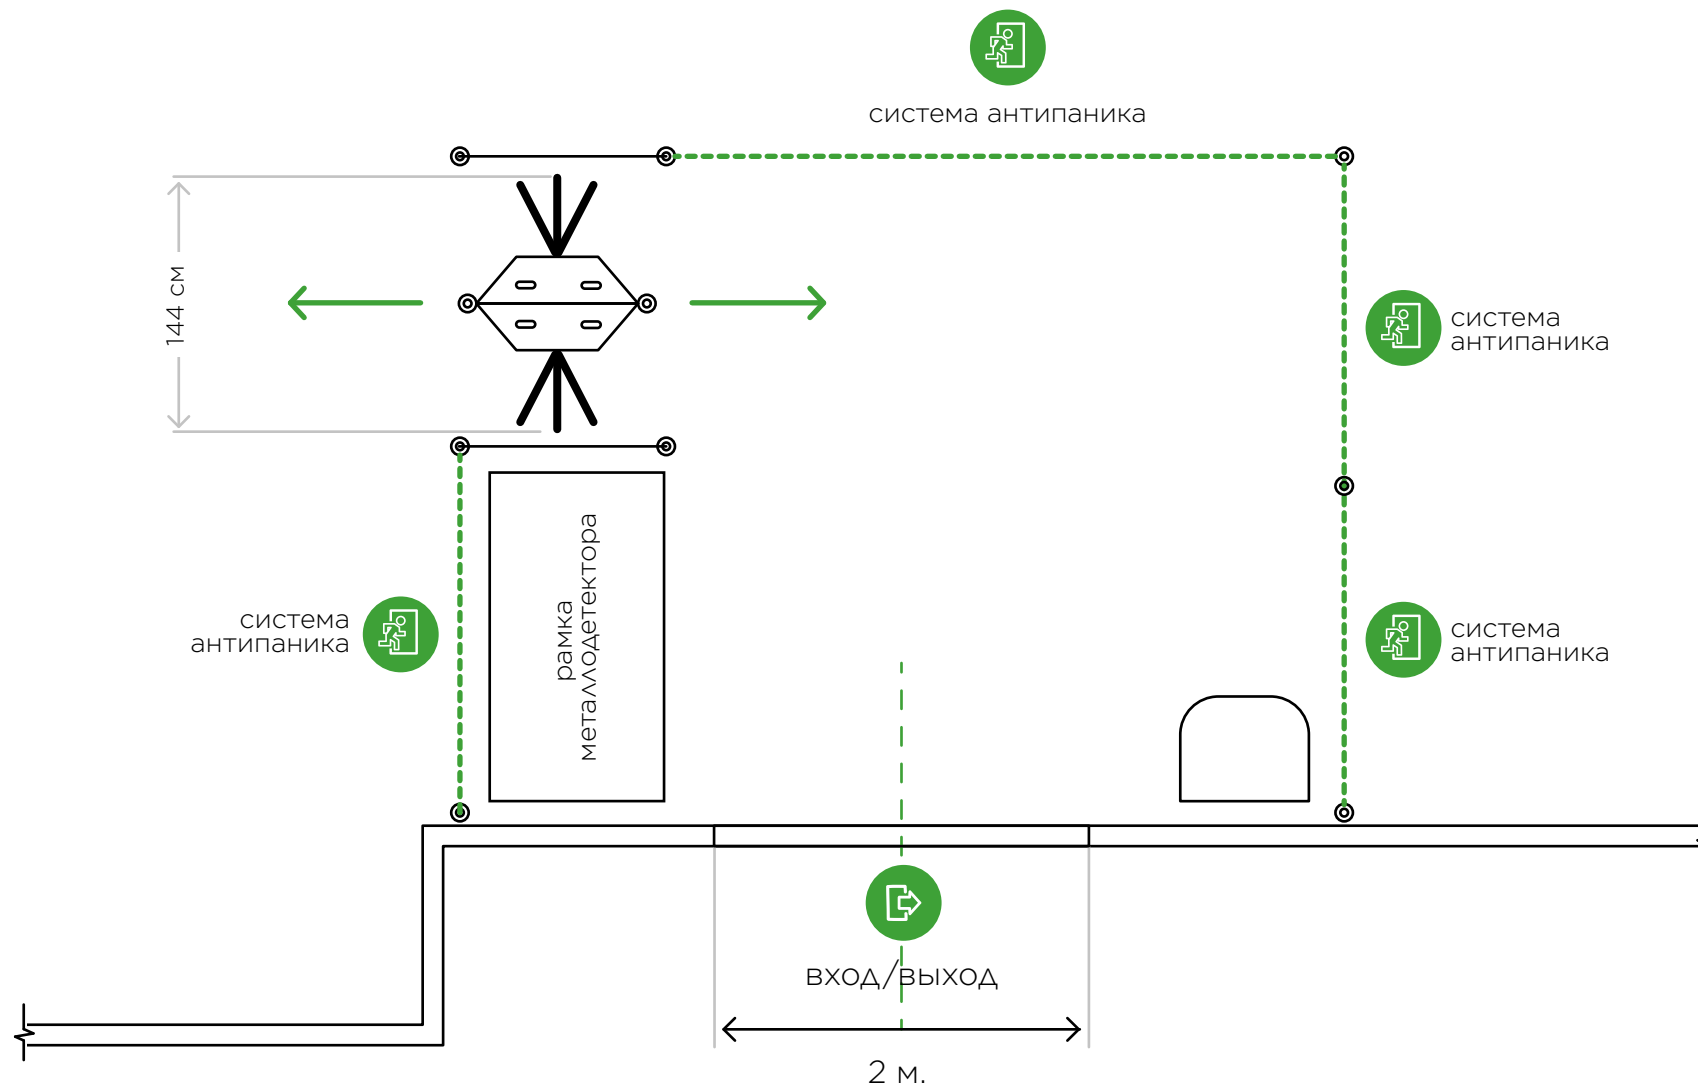 система антипаника
144 см
система
антипаника
рамка
металлодетектора
система
антипаника
система
антипаника
вход/выход
2 м.